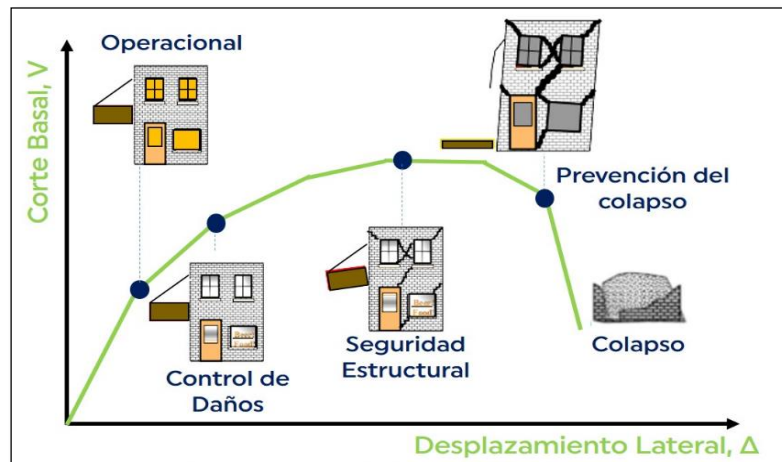 Operacional
Corte Basal, V
Prevención del
colapso
Control de
Daños
Seguridad
Estructural
Colapso
Desplazamiento Lateral, Δ